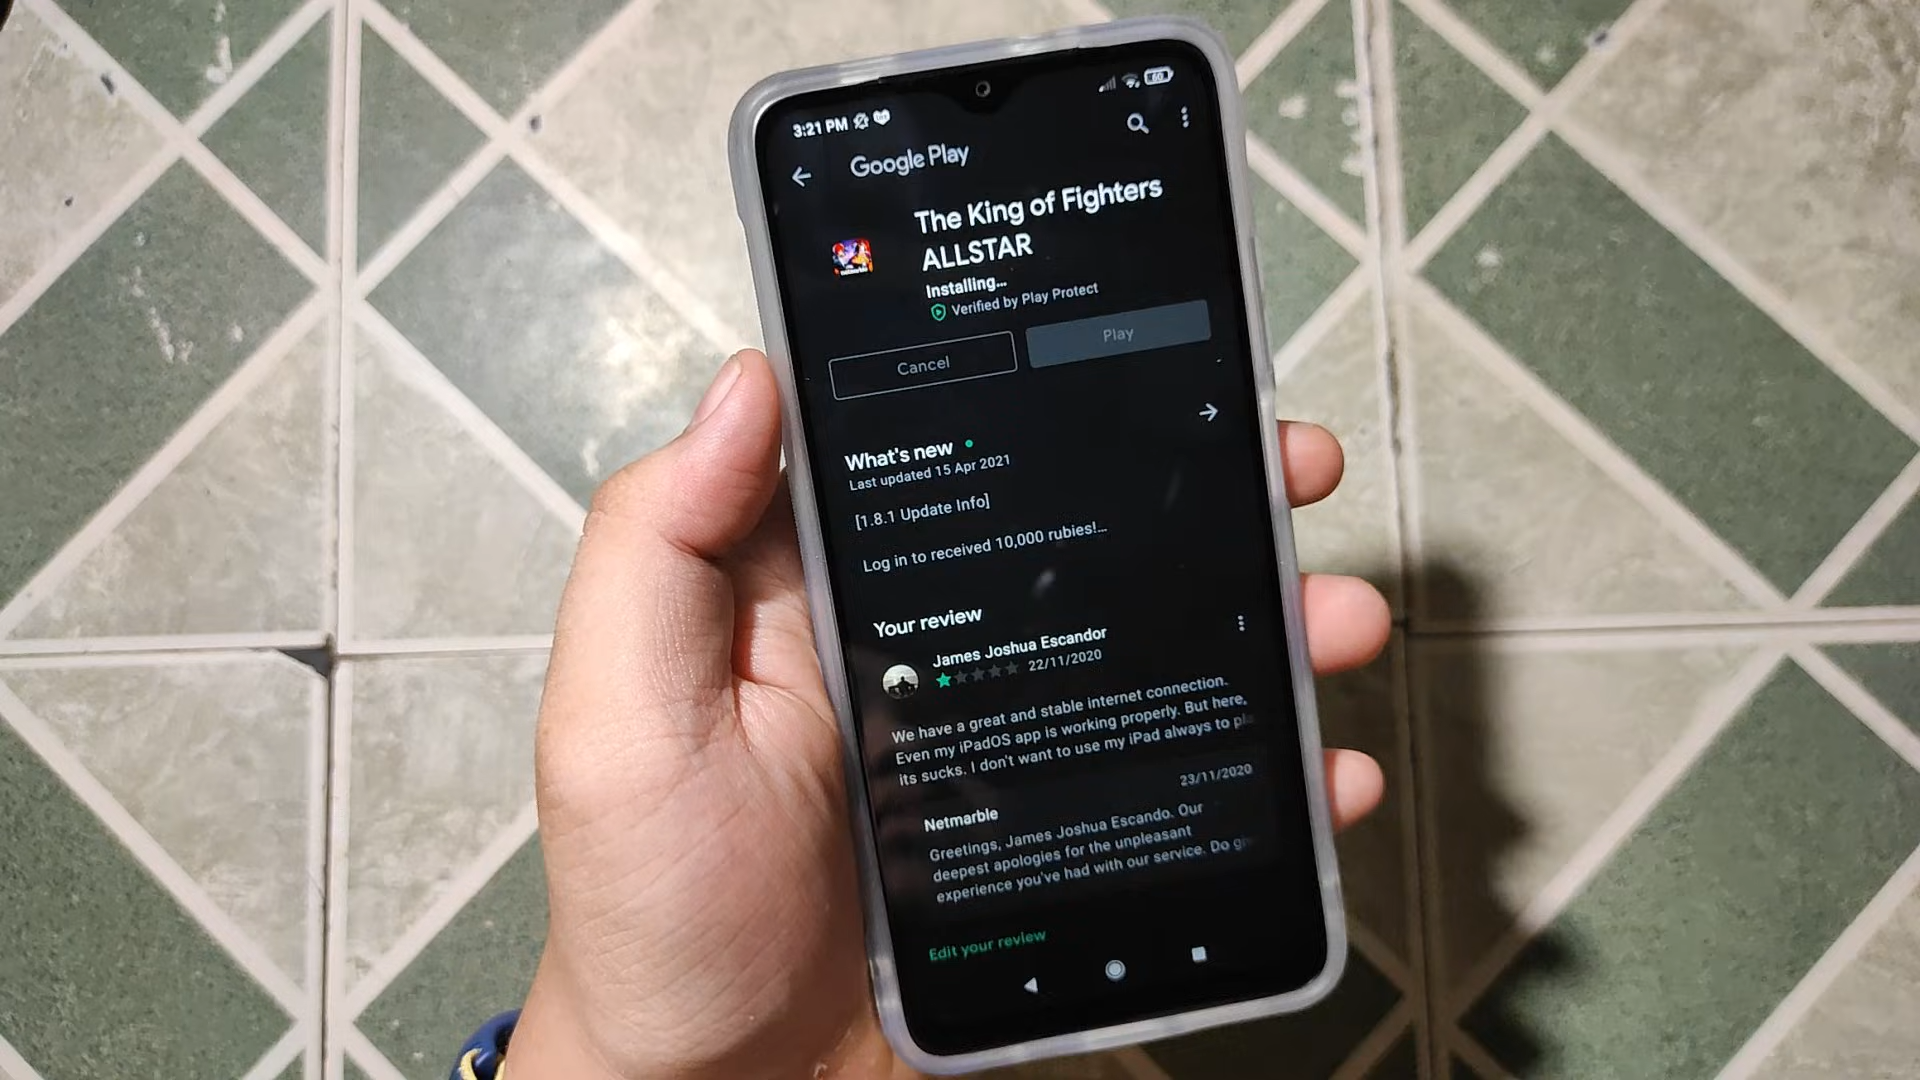 3:21 PM
60
Google Play
The King of Fighters
ALLSTAR
Installing...
Verified by Play Protect
Cancel
Play
What's new
Last updated 15 Apr 2021
[1.8.1 Update Info]
Log in to received 10,000 rubies!...
Your review
James Joshua Escandor
22/11/2020
We have a great and stable internet connection.
Even my iPadOS app is working properly. But here,
its sucks. I don't want to use my iPad always to pla
23/11/2020
Netmarble
Greetings, James Joshua Escando. Our
deepest apologies for the unpleasant
experience you've had with our service. Do
Edit your review